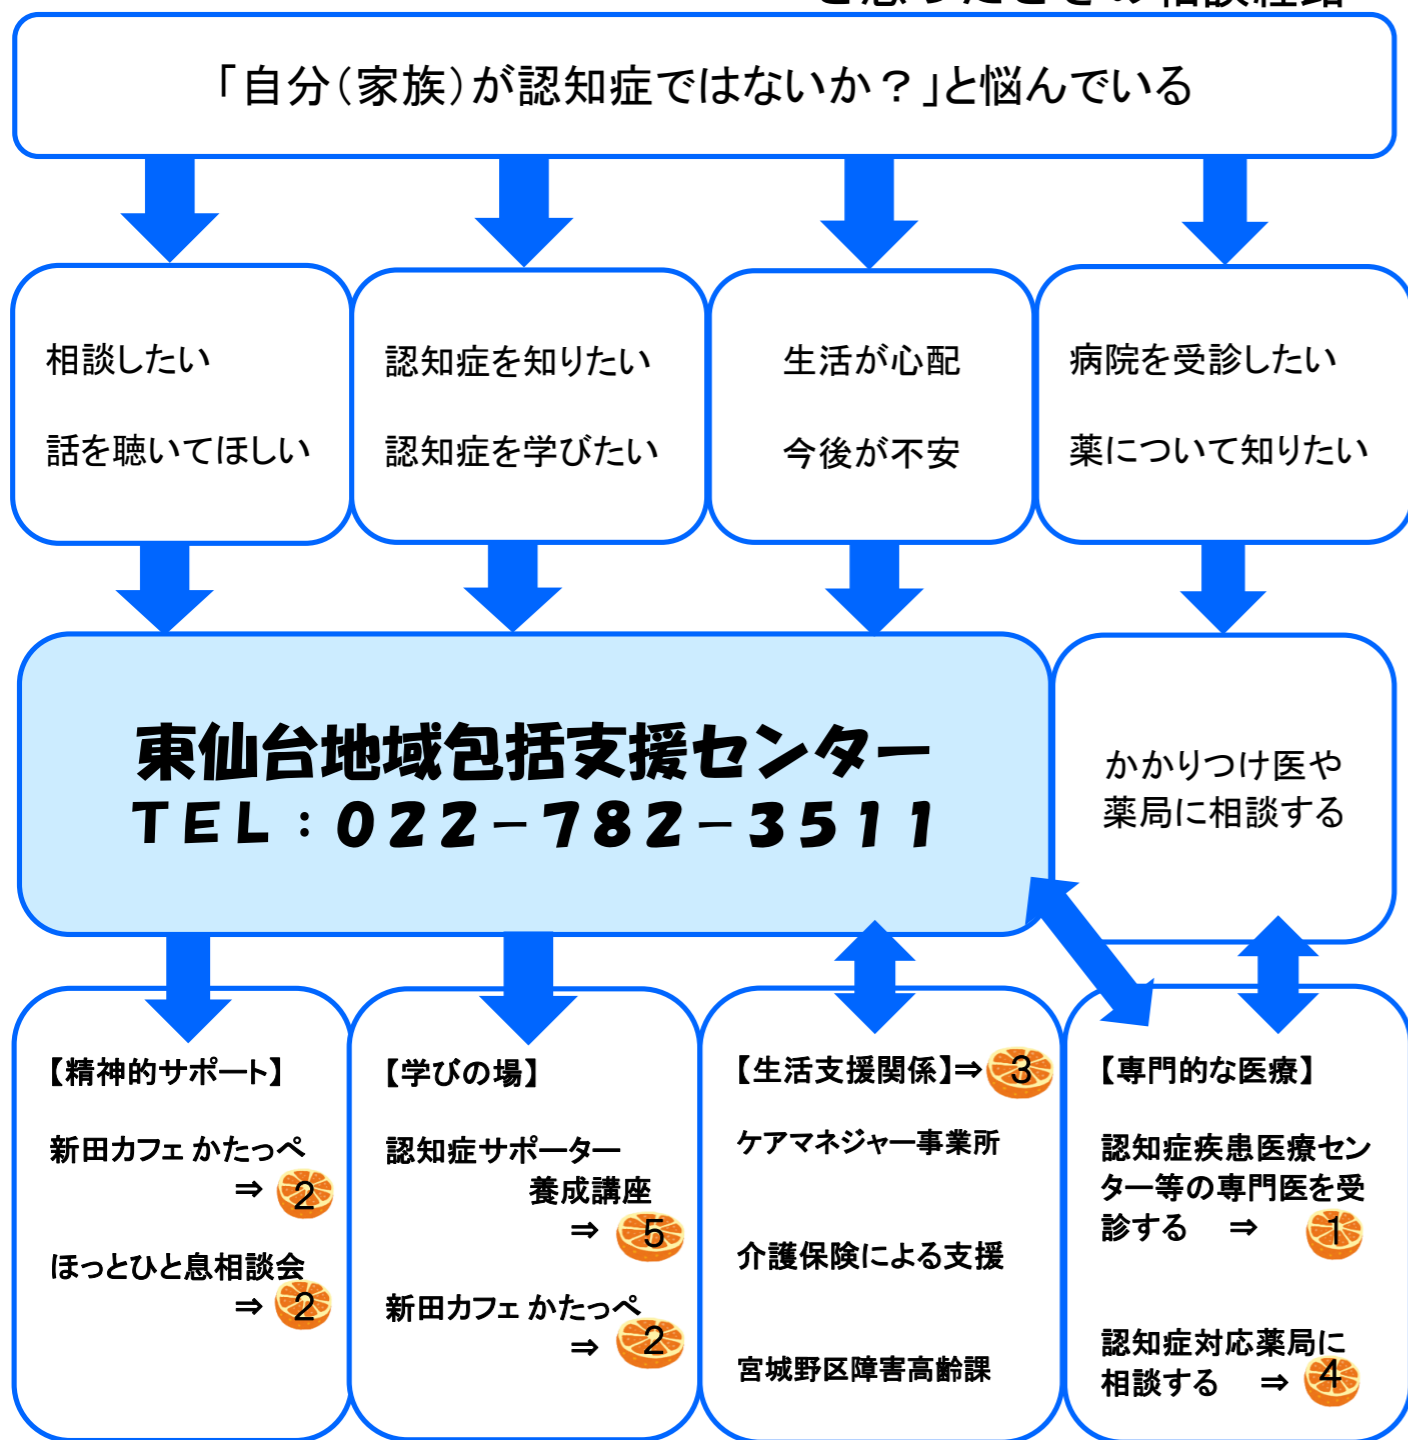 と思ったときの相談経路
「自分(家族)が認知症ではないか?」と悩んでいる
相談したい
話を聴いてほしい
認知症を知りたい
認知症を学びたい
生活が心配
今後が不安
病院を受診したい
薬について知りたい
東仙台地域包括支援センター
TEL:022-782-3511
かかりつけ医や
薬局に相談する
【精神的サポート】
新田カフェ かたっぺ
⇒ 2
ほっとひと息相談会
⇒ 2
【学びの場】
認知症サポーター
養成講座
⇒ 5
新田カフェ かたっぺ
⇒ 2
【生活支援関係】⇒ 3
ケアマネジャー事業所
介護保険による支援
宮城野区障害高齢課
【専門的な医療】
認知症疾患医療セン
ター等の専門医を受
診する ⇒ 1
認知症対応薬局に
相談する ⇒ 4